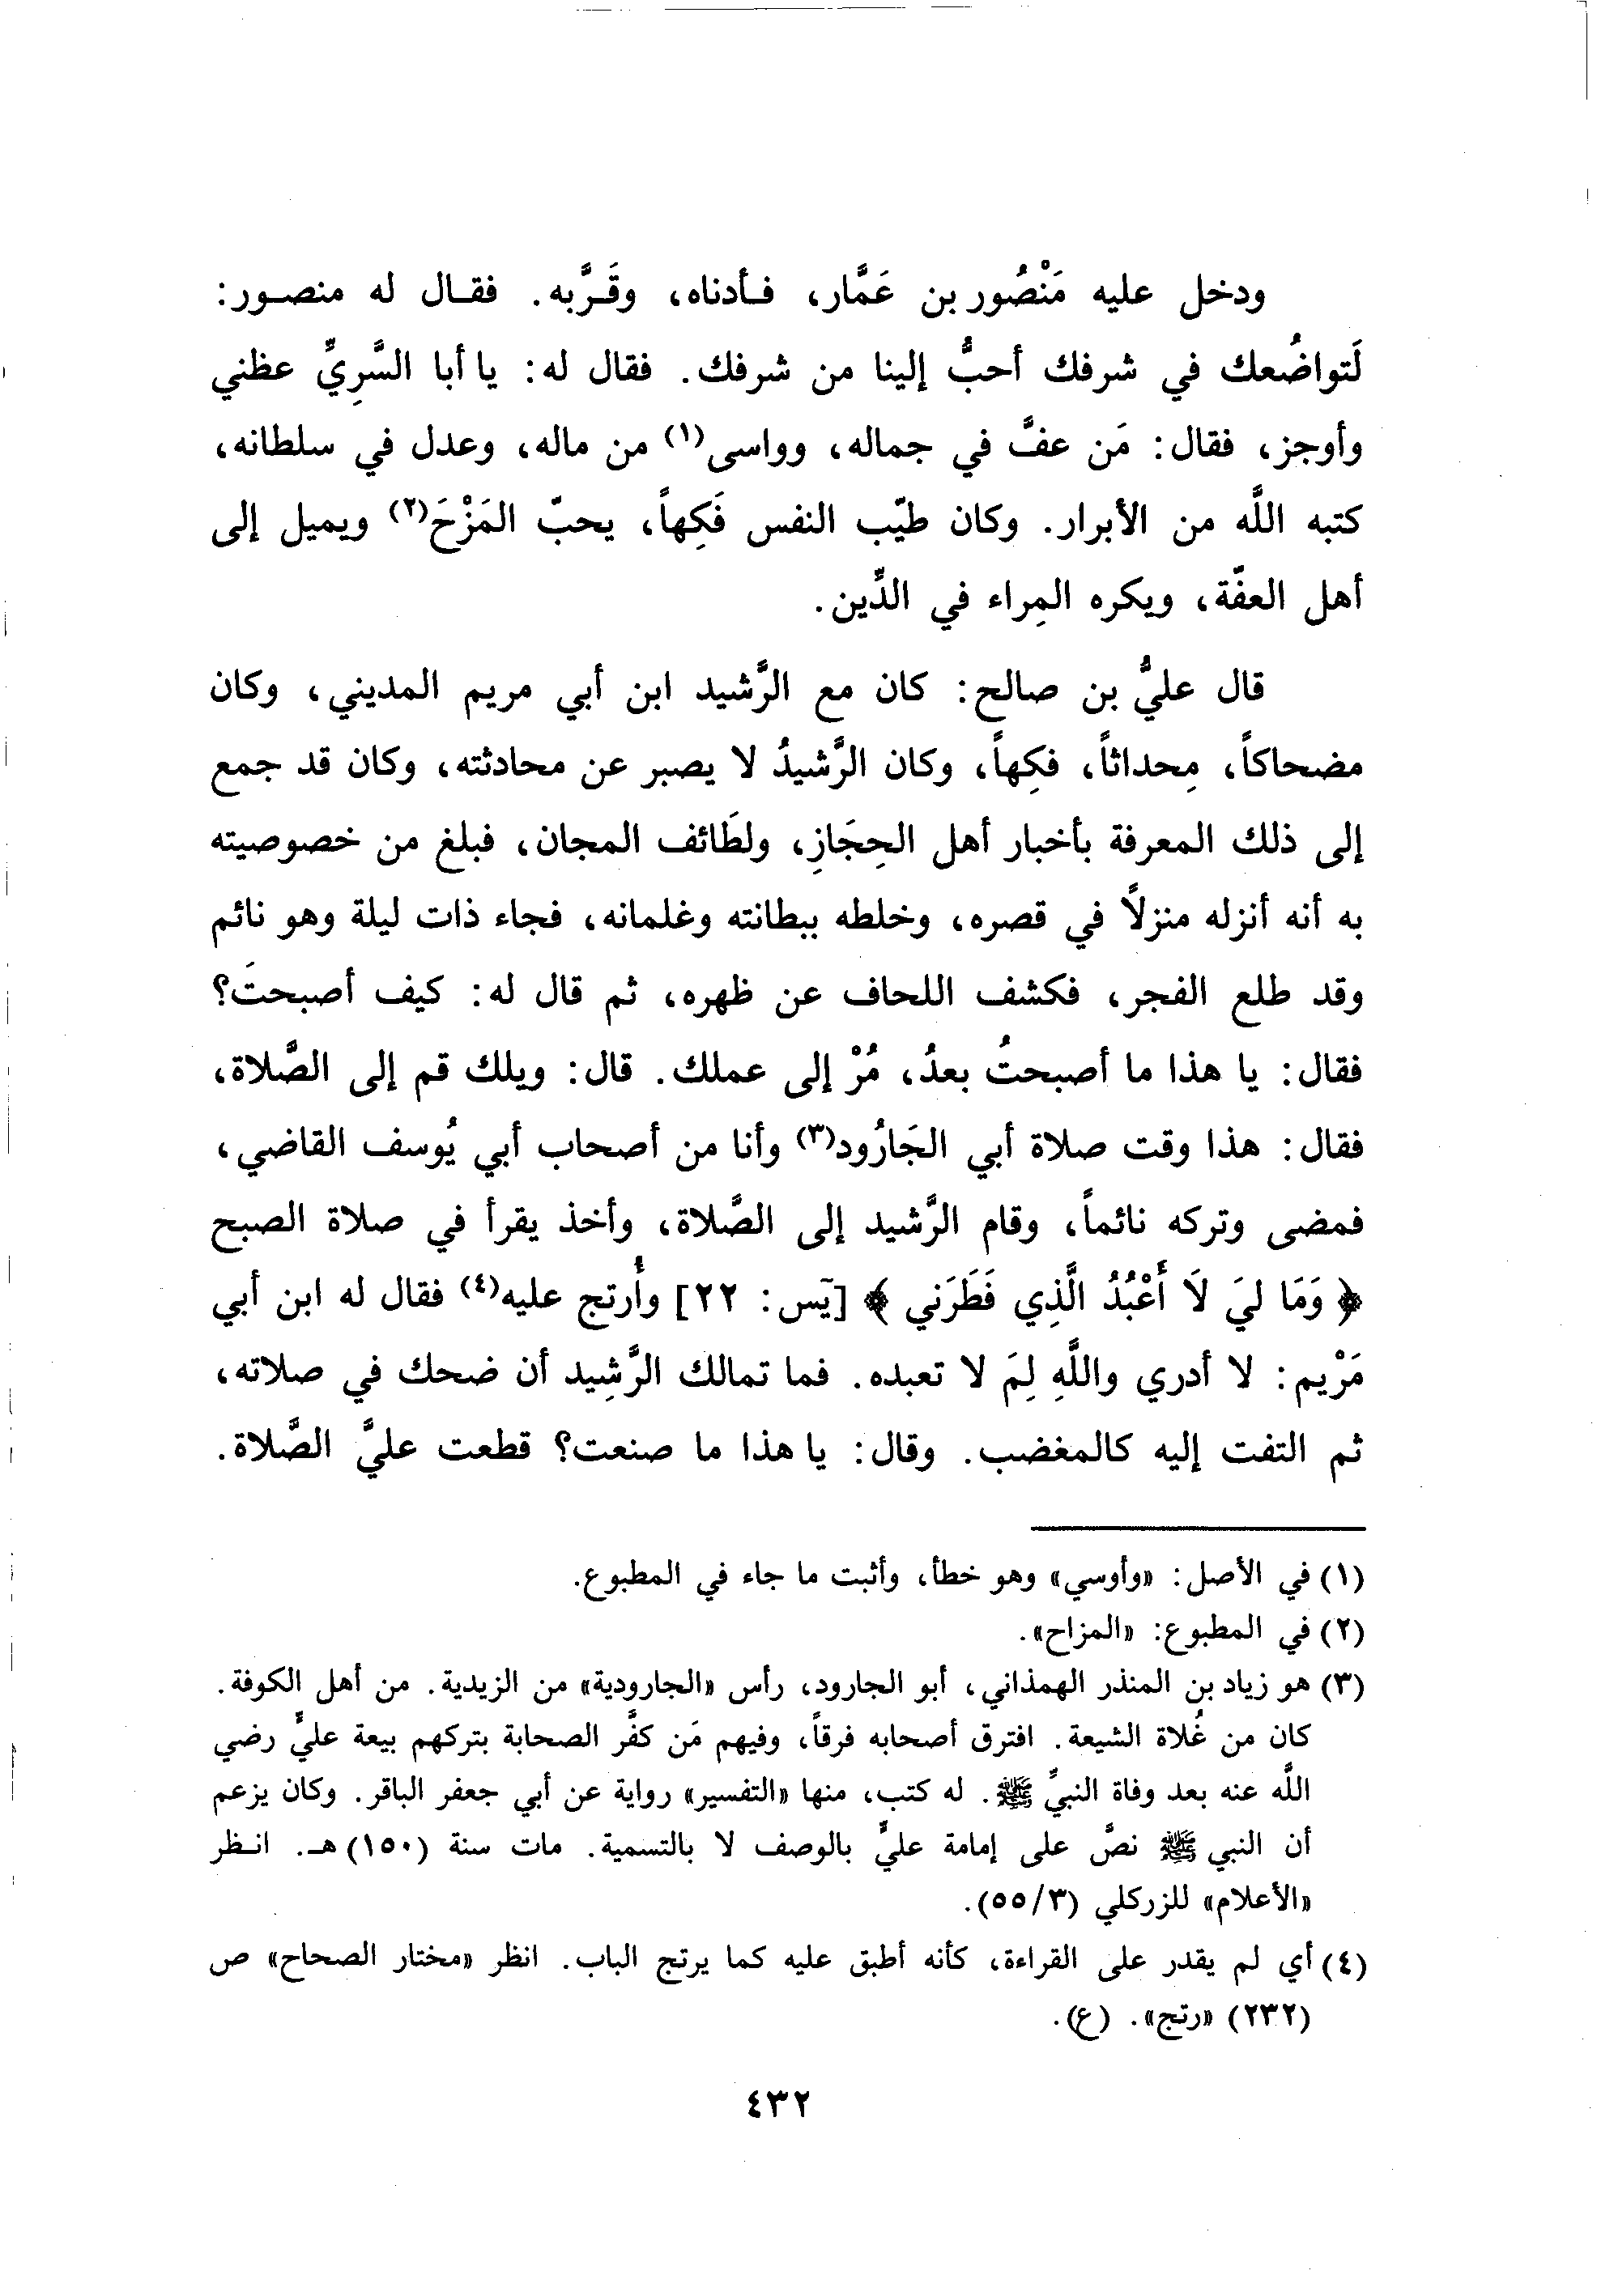 ودخل عليه مَنْصُور بن عَمَّار، فـأدناه، وقَـرَّبه. فقـال له منصـور:
لَتواضُعك في شرفك أحبُّ إلينا من شرفك. فقال له: يا أبا السَّرِيِّ عظني
وأوجز، فقال: مَن عفَّ في جماله، وواسى(١) من ماله، وعدل في سلطانه،
كتبه اللَّه من الأبرار. وكان طيّب النفس فَكِهاً، يحبّ المَزْحَ(٢) ويميل إلى
أهل العفّة، ويكره المِراء في الدِّين.
قال عليُّ بن صالح: كان مع الرَّشيد ابن أبي مريم المديني، وكان
مضحاكاً، مِحداثاً، فكِهاً، وكان الرَّشيدُ لا يصبر عن محادثته، وكان قد جمع
إلى ذلك المعرفة بأخبار أهل الحِجَازِ، ولطَائف المجان، فبلغ من خصوصيته
به أنه أنزله منزلًا في قصره، وخلطه ببطانته وغلمانه، فجاء ذات ليلة وهو نائم
وقد طلع الفجر، فكشف اللحاف عن ظهره، ثم قال له: كيف أصبحتَ؟
فقال: يا هذا ما أصبحتُ بعدُ، مُرْ إلى عملك. قال: ويلك قم إلى الصَّلاة،
فقال: هذا وقت صلاة أبي الجَارُود(٣) وأنا من أصحاب أبي يُوسف القاضي،
فمضى وتركه نائماً، وقام الرَّشيد إلى الصَّلاة، وأخذ يقرأ في صلاة الصبح
﴿ وَمَا ليَ لَا أَعْبُدُ الَّذِي فَطَرَني ﴾ [يۤس: ٢٢] وأُرتج عليه(٤) فقال له ابن أبي
مَرْيم: لا أدري واللَّهِ لِمَ لا تعبده. فما تمالك الرَّشِيد أن ضحك في صلاته،
ثم التفت إليه كالمغضب. وقال: يا هذا ما صنعت؟ قطعت عليَّ الصَّلاة.
(١) في الأصل: «وأوسي» وهو خطأ، وأثبت ما جاء في المطبوع.
(٢) في المطبوع: «المزاح».
(٣) هو زياد بن المنذر الهمذاني، أبو الجارود، رأس «الجارودية» من الزيدية. من أهل الكوفة.
كان من غُلاة الشيعة. افترق أصحابه فرقاً، وفيهم مَن كفَّر الصحابة بتركهم بيعة عليٍّ رضي
اللَّه عنه بعد وفاة النبيِّ ﷺ. له كتب، منها «التفسير» رواية عن أبي جعفر الباقر. وكان يزعم
أن النبي ﷺ نصَّ على إمامة عليٍّ بالوصف لا بالتسمية. مات سنة (١٥٠) هـ. انـظر
«الأعلام» للزركلي (٥٥/٣).
(٤) أي لم يقدر على القراءة، كأنه أطبق عليه كما يرتج الباب. انظر «مختار الصحاح» ص
(٢٣٢) «رتج». (ع).
٤٣٢